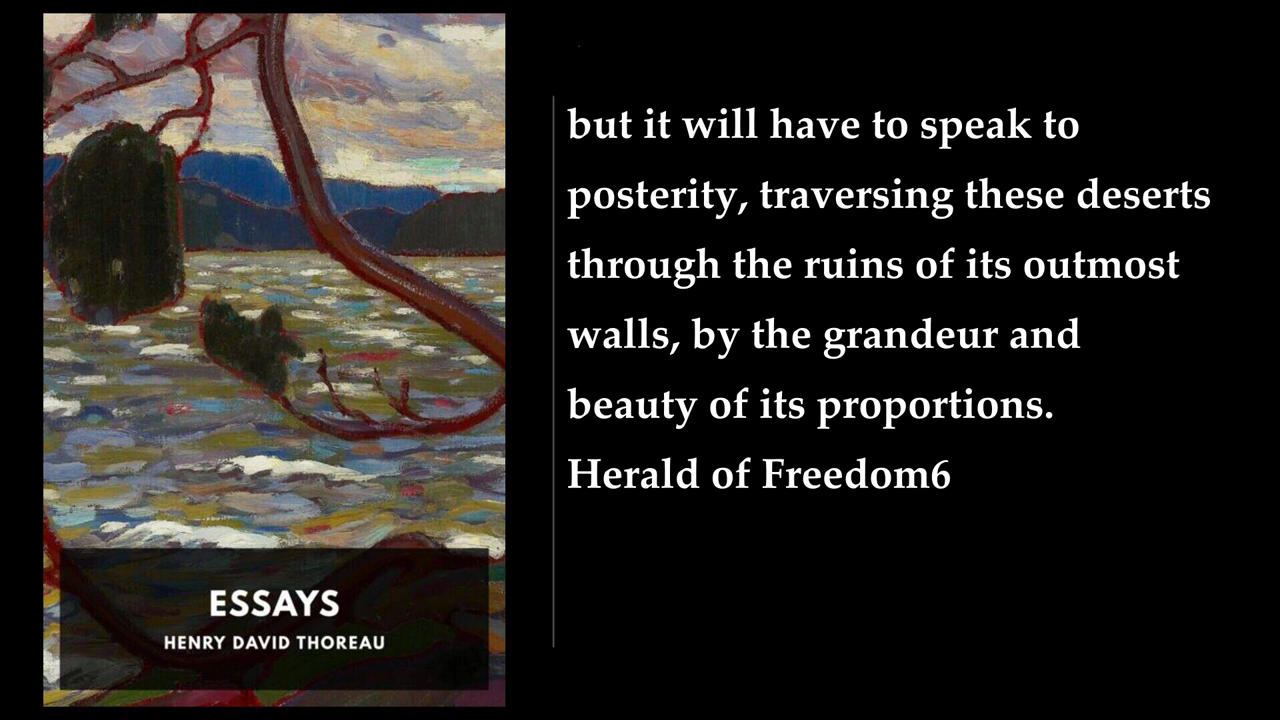 but it will have to speak to
posterity, traversing these deserts
through the ruins of its outmost
walls, by the grandeur and
beauty of its proportions.
Herald of Freedom6
ESSAYS
HENRY DAVID THOREAU